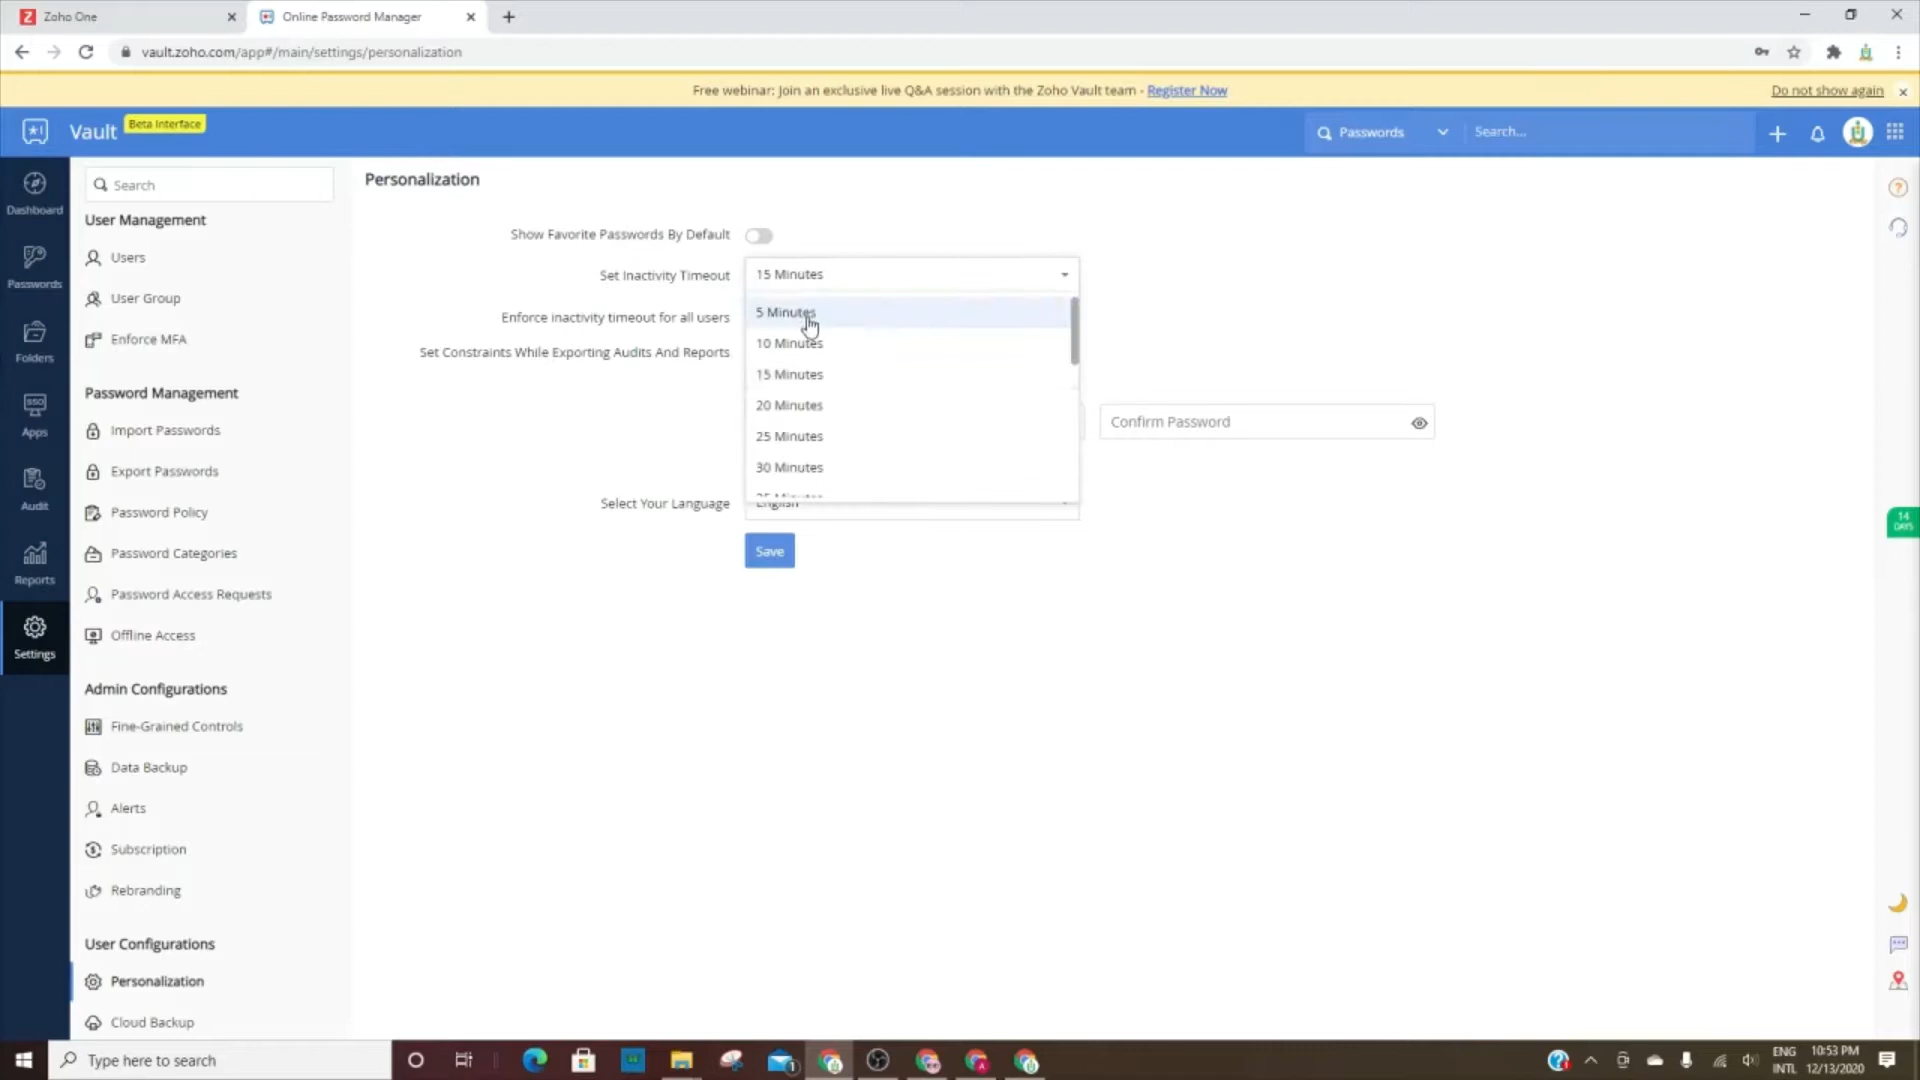 Zoho One
Online Password Manager
vault.zoho.com/app#/main/settings/personalization
Free webinar: Join an exclusive live Q&A session with the Zoho Vault team - Register Now
Do not show again
Vault
Beta Interface
Passwords
Search...
Dashboard
Passwords
Folders
SSO
Apps
Audit
Reports
Settings
Search
User Management
Users
User Group
Enforce MFA
Password Management
Import Passwords
Export Passwords
Password Policy
Password Categories
Password Access Requests
Offline Access
Admin Configurations
Fine-Grained Controls
Data Backup
Alerts
Subscription
Rebranding
User Configurations
Personalization
Cloud Backup
Personalization
Show Favorite Passwords By Default
Set Inactivity Timeout
15 Minutes
5 Minutes
10 Minutes
15 Minutes
20 Minutes
25 Minutes
30 Minutes
Enforce inactivity timeout for all users
Set Constraints While Exporting Audits And Reports
Confirm Password
Select Your Language
English
Save
14
DAYS
Type here to search
1
ENG
INTL
10:53 PM
12/13/2020